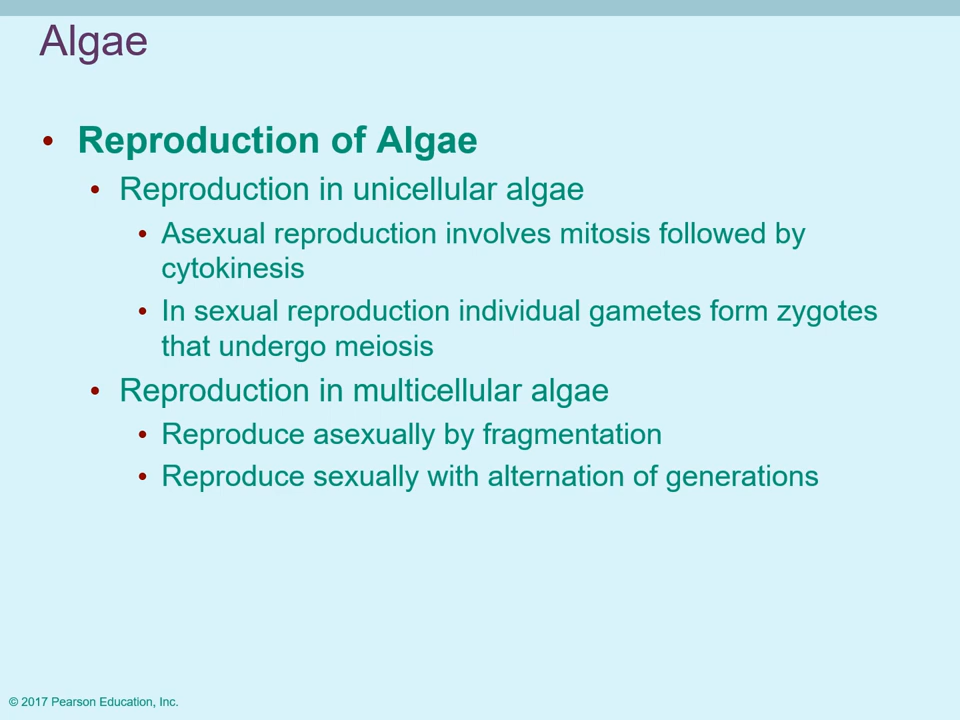 Algae
• Reproduction of Algae
• Reproduction in unicellular algae
• Asexual reproduction involves mitosis followed by
cytokinesis
• In sexual reproduction individual gametes form zygotes
that undergo meiosis
• Reproduction in multicellular algae
• Reproduce asexually by fragmentation
• Reproduce sexually with alternation of generations
© 2017 Pearson Education, Inc.